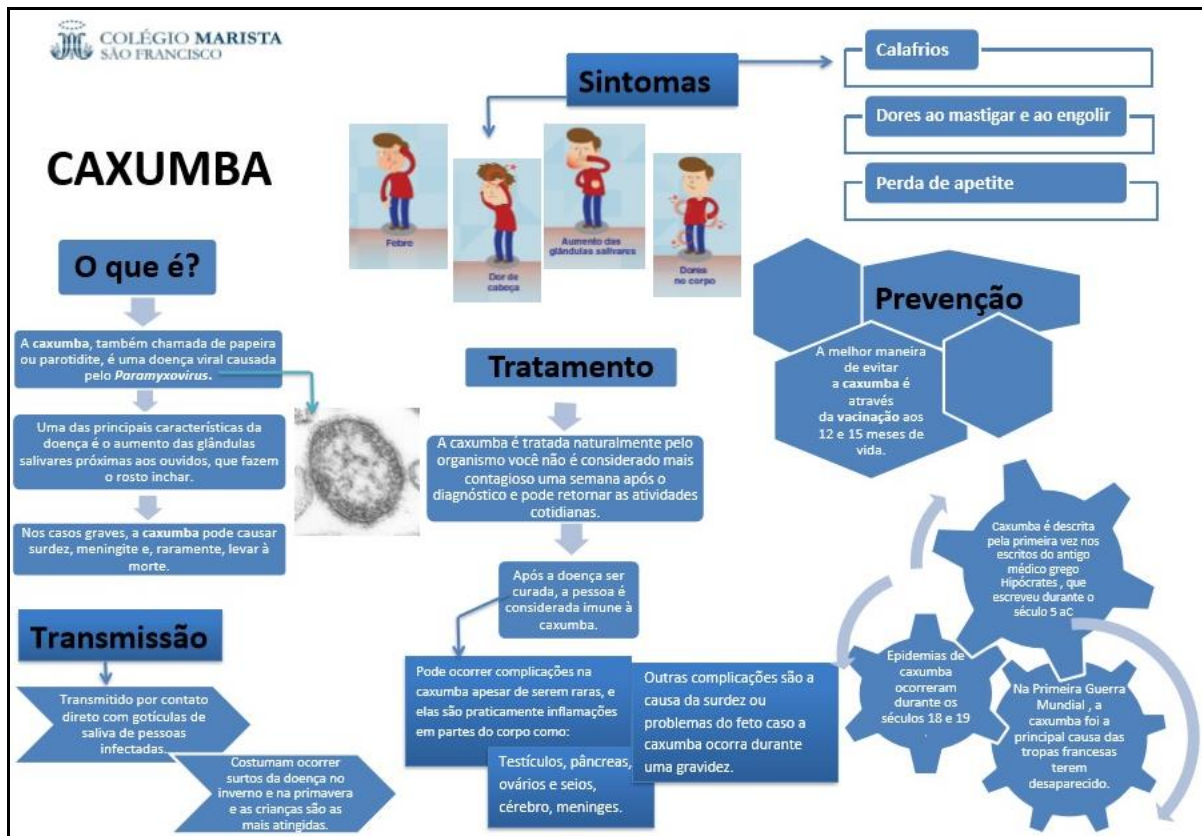 COLÉGIO MARISTA
SÃO FRANCISCO
CAXUMBA
Sintomas
Febre
Dor de
cabeça
Aumento das
glândulas salivares
Dores
no corpo
Calafrios
Dores ao mastigar e ao engolir
Perda de apetite
O que é?
A caxumba, também chamada de papeira
ou parotidite, é uma doença viral causada
pelo Paramyxovirus.
Uma das principais características da
doença é o aumento das glândulas
salivares próximas aos ouvidos, que fazem
o rosto inchar.
Nos casos graves, a caxumba pode causar
surdez, meningite e, raramente, levar à
morte.
Transmissão
Transmitido por contato
direto com gotículas de
saliva de pessoas
infectadas.
Costumam ocorrer
surtos da doença no
inverno e na primavera
e as crianças são as
mais atingidas.
Tratamento
A caxumba é tratada naturalmente pelo
organismo você não é considerado mais
contagioso uma semana após o
diagnóstico e pode retornar as atividades
cotidianas.
Após a doença ser
curada, a pessoa é
considerada imune à
caxumba.
Pode ocorrer complicações na
caxumba apesar de serem raras, e
elas são praticamente inflamações
em partes do corpo como:
Testículos, pâncreas,
ovários e seios,
cérebro, meninges.
Outras complicações são a
causa da surdez ou
problemas do feto caso a
caxumba ocorra durante
uma gravidez.
Prevenção
A melhor maneira
de evitar
a caxumba é
através
da vacinação aos
12 e 15 meses de
vida.
Caxumba é descrita
pela primeira vez nos
escritos do antigo
médico grego
Hipócrates , que
escreveu durante o
século 5 aC
Epidemias de
caxumba
ocorreram
durante os
séculos 18 e 19
.
Na Primeira Guerra
Mundial , a
caxumba foi a
principal causa das
tropas francesas
terem
desaparecido.